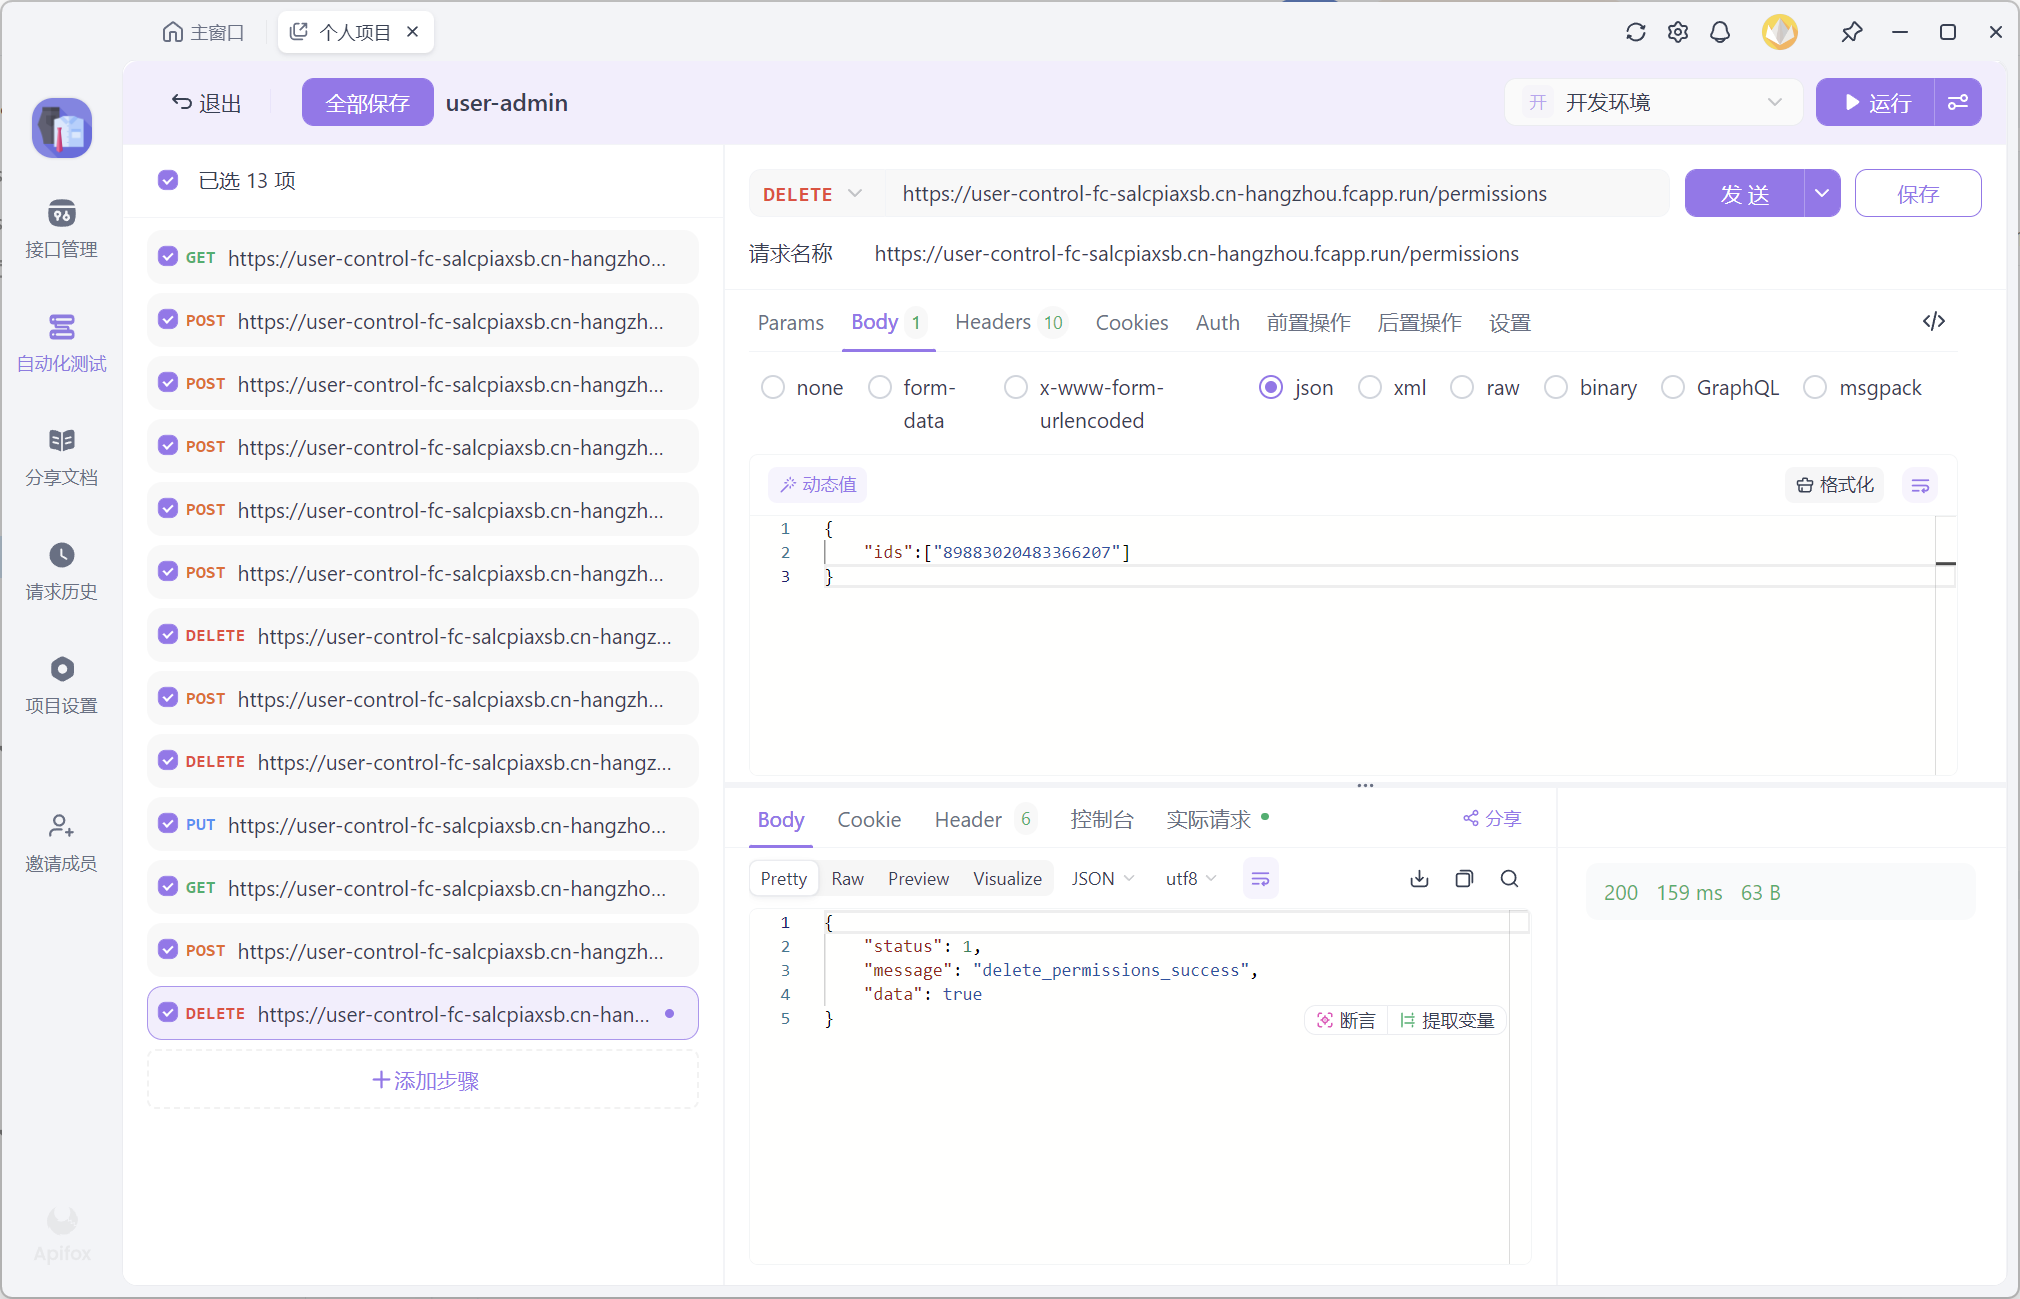 主窗口
个人项目
退出
全部保存
user-admin
开 开发环境
运行
接口管理
自动化测试
分享文档
请求历史
项目设置
邀请成员
Apifox
已选 13 项
GET https://user-control-fc-salcpiaxsb.cn-hangzho...
POST https://user-control-fc-salcpiaxsb.cn-hangzh...
POST https://user-control-fc-salcpiaxsb.cn-hangzh...
POST https://user-control-fc-salcpiaxsb.cn-hangzh...
POST https://user-control-fc-salcpiaxsb.cn-hangzh...
POST https://user-control-fc-salcpiaxsb.cn-hangzh...
DELETE https://user-control-fc-salcpiaxsb.cn-hangz...
POST https://user-control-fc-salcpiaxsb.cn-hangzh...
DELETE https://user-control-fc-salcpiaxsb.cn-hangz...
PUT https://user-control-fc-salcpiaxsb.cn-hangzho...
GET https://user-control-fc-salcpiaxsb.cn-hangzho...
POST https://user-control-fc-salcpiaxsb.cn-hangzh...
DELETE https://user-control-fc-salcpiaxsb.cn-han...
添加步骤
DELETE https://user-control-fc-salcpiaxsb.cn-hangzhou.fcapp.run/permissions
发送
保存
请求名称 https://user-control-fc-salcpiaxsb.cn-hangzhou.fcapp.run/permissions
Params Body 1 Headers 10 Cookies Auth 前置操作 后置操作 设置
none form-data x-www-form-urlencoded json xml raw binary GraphQL msgpack
动态值
格式化
1 {
2 "ids":["89883020483366207"]
3 }
Body Cookie Header 6 控制台 实际请求
分享
Pretty Raw Preview Visualize JSON utf8
200 159 ms 63 B
1 {
2 "status": 1,
3 "message": "delete_permissions_success",
4 "data": true
5 }
断言 提取变量